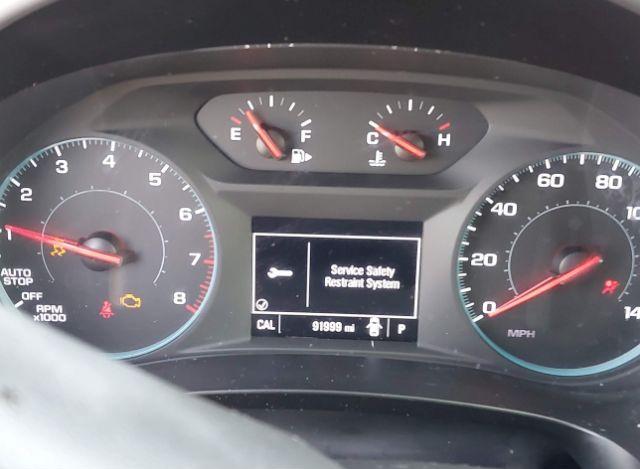 E F
C H
1 2 3 4 5 6 7 8
AUTO
STOP
OFF
RPM
x1000
Service Safety
Restraint System
CAL 91999 mi P
0 20 40 60 80
MPH